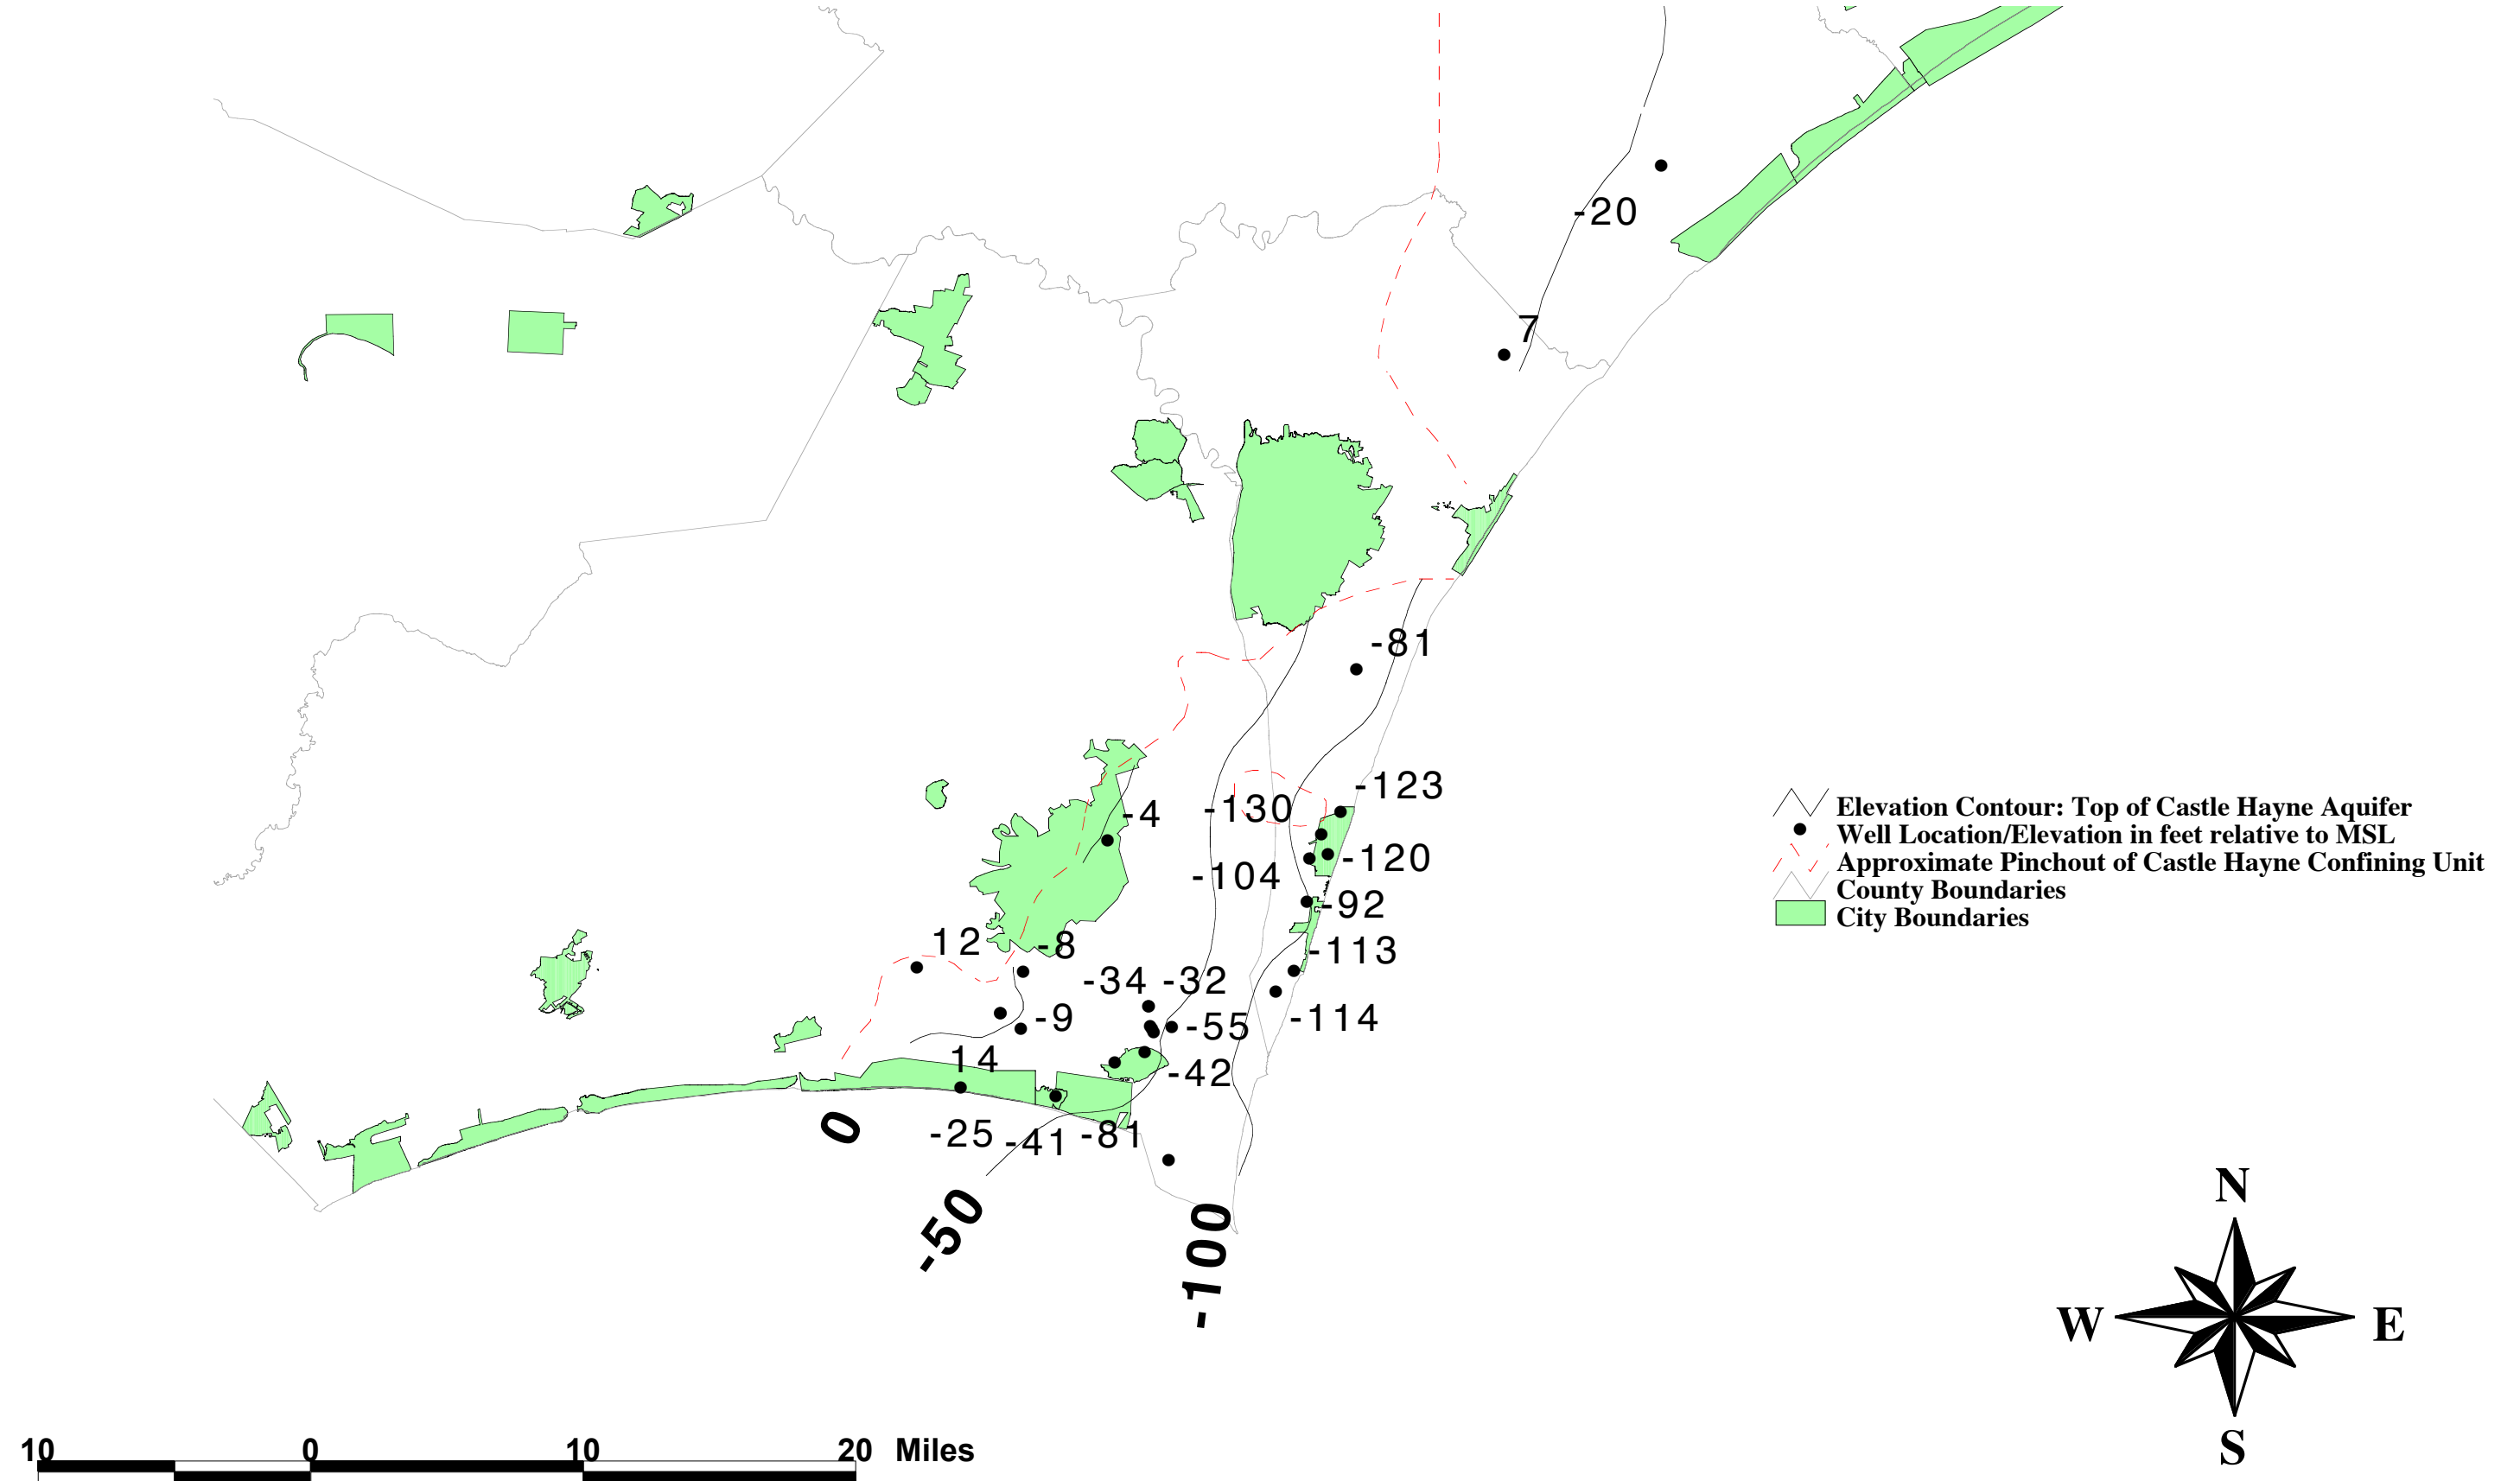 -20
7
-81
-123
-4
-130
-120
-104
-92
12
-8
-113
-34
-32
-9
-55
-114
14
-42
0
-25
-41
-81
-50
-100
Elevation Contour: Top of Castle Hayne Aquifer
Well Location/Elevation in feet relative to MSL
Approximate Pinchout of Castle Hayne Confining Unit
County Boundaries
City Boundaries
N
W
E
S
10 0 10 20 Miles